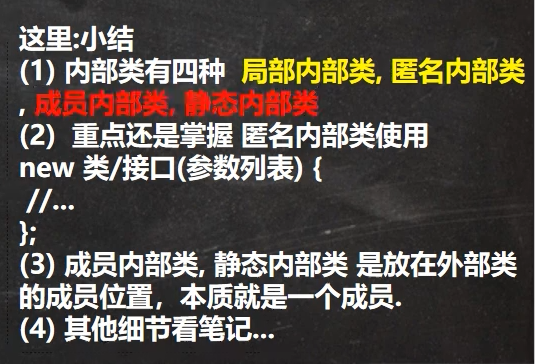 这里:小结
(1) 内部类有四种 局部内部类, 匿名内部类
, 成员内部类, 静态内部类
(2) 重点还是掌握 匿名内部类使用
new 类/接口(参数列表) {
//...
};
(3) 成员内部类, 静态内部类 是放在外部类
的成员位置，本质就是一个成员.
(4) 其他细节看笔记...